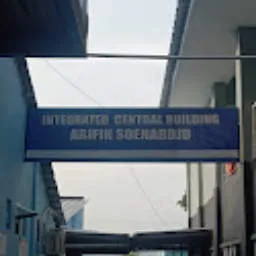 INTEGRATED CENTRAL BUILDING
ARIFIN SOENARDJO